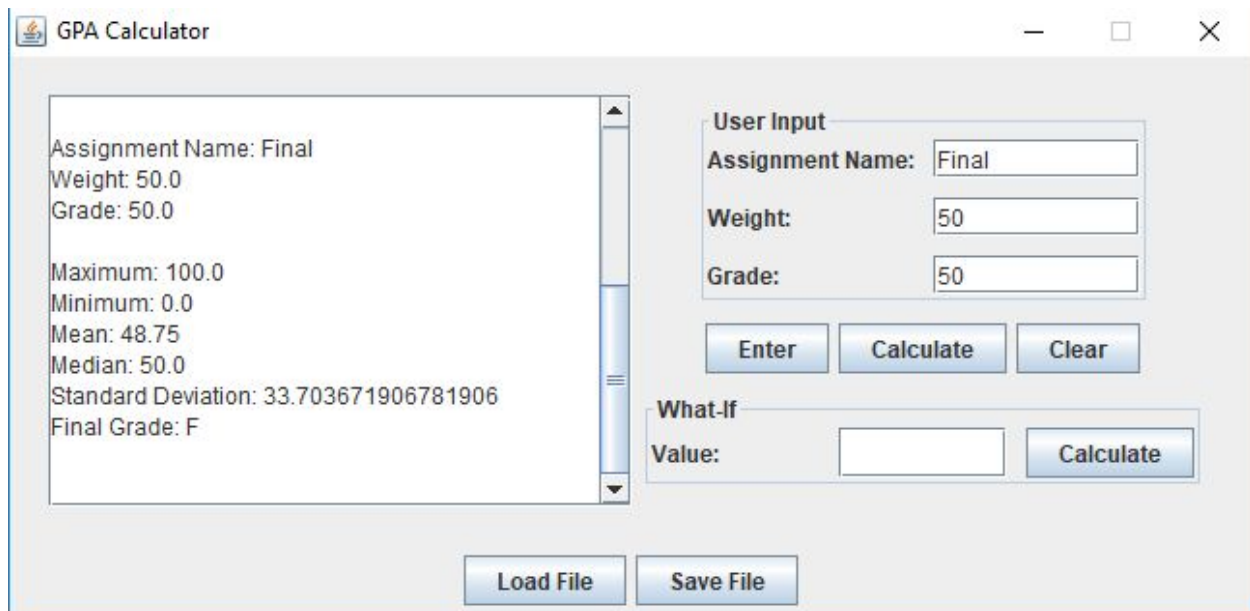 GPA Calculator
Assignment Name: Final
Weight: 50.0
Grade: 50.0
Maximum: 100.0
Minimum: 0.0
Mean: 48.75
Median: 50.0
Standard Deviation: 33.703671906781906
Final Grade: F
User Input
Assignment Name: Final
Weight: 50
Grade: 50
Enter Calculate Clear
What-If
Value: Calculate
Load File Save File